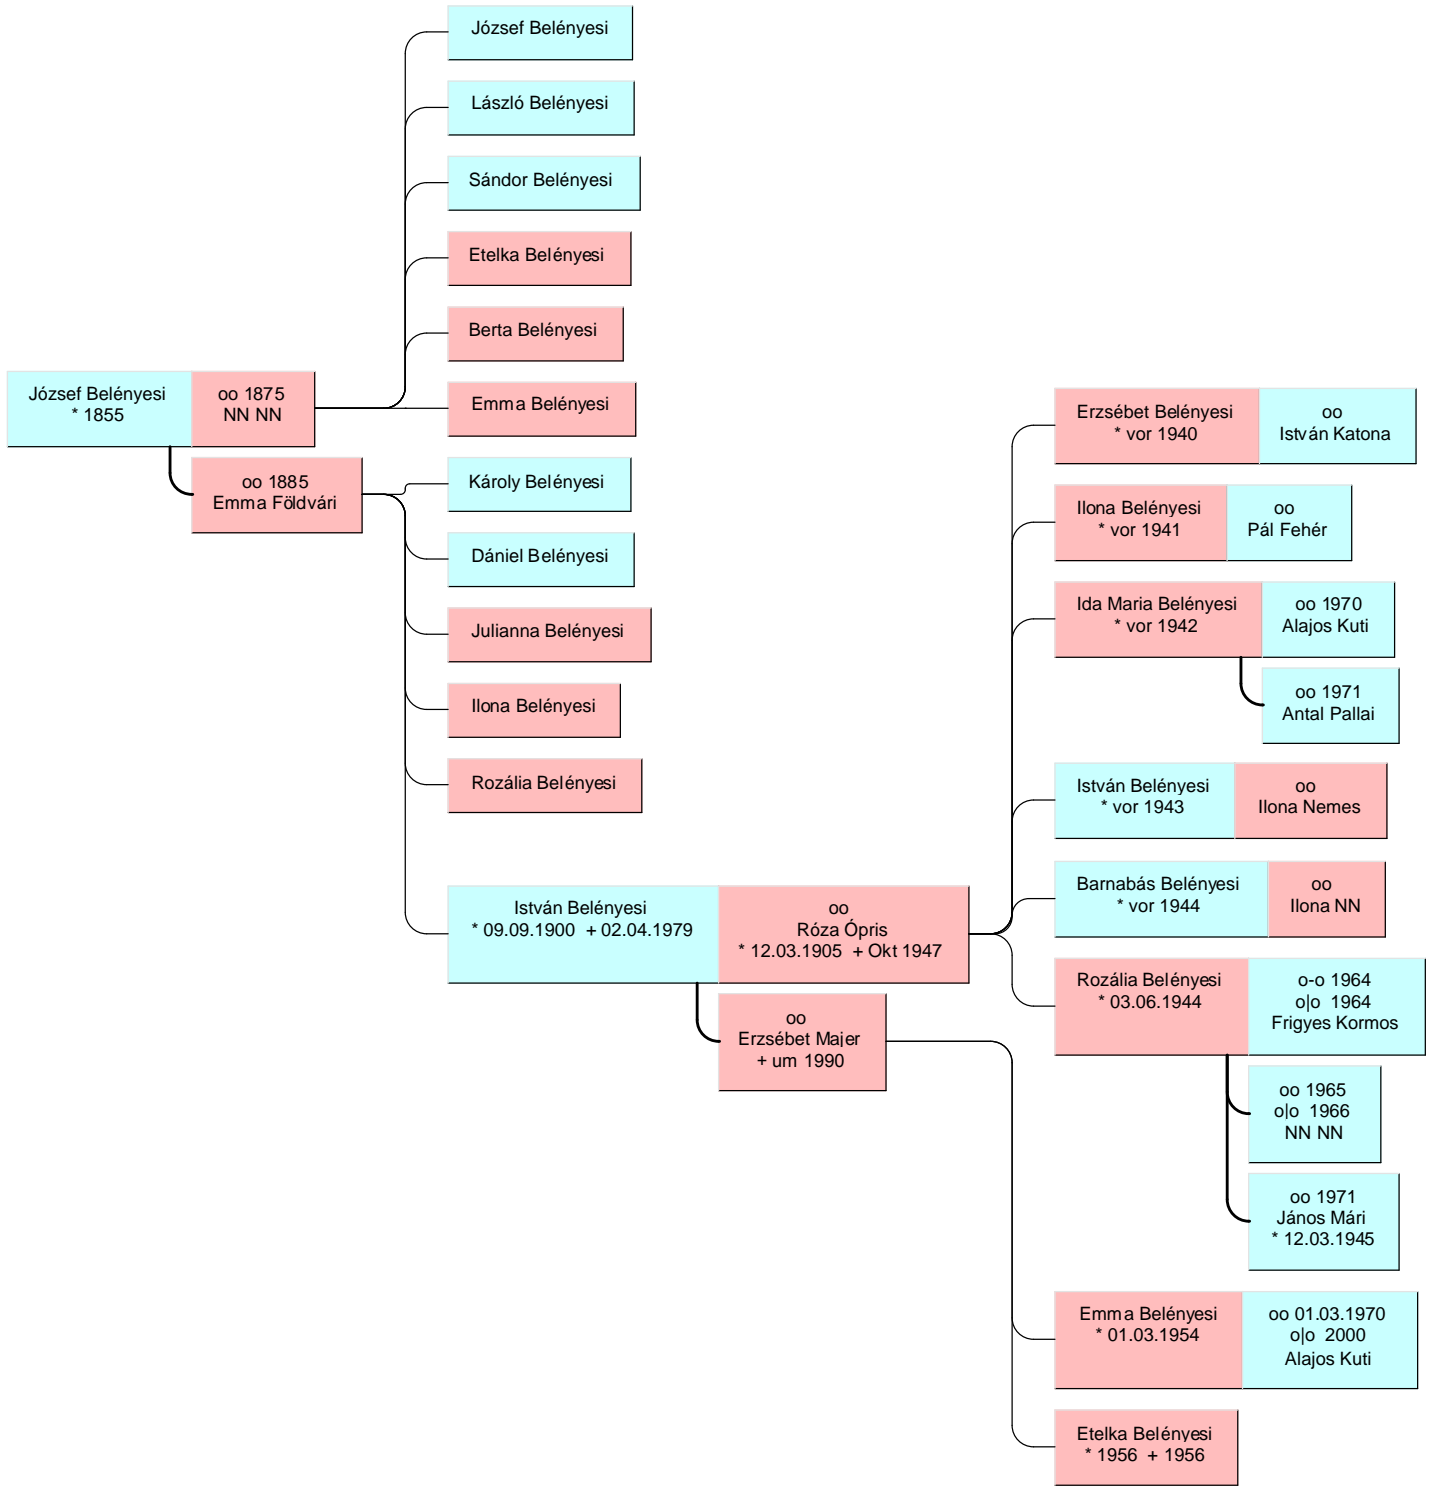 József Belényesi
László Belényesi
Sándor Belényesi
Etelka Belényesi
Berta Belényesi
Emma Belényesi
József Belényesi
* 1855
oo 1875
NN NN
oo 1885
Emma Földvári
Károly Belényesi
Dániel Belényesi
Julianna Belényesi
Ilona Belényesi
Rozália Belényesi
István Belényesi
* 09.09.1900 + 02.04.1979
oo
Róza Ópris
* 12.03.1905 + Okt 1947
oo
Erzsébet Majer
+ um 1990
Erzsébet Belényesi
* vor 1940
oo
István Katona
Ilona Belényesi
* vor 1941
oo
Pál Fehér
Ida Maria Belényesi
* vor 1942
oo 1970
Alajos Kuti
oo 1971
Antal Pallai
István Belényesi
* vor 1943
oo
Ilona Nemes
Barnabás Belényesi
* vor 1944
oo
Ilona NN
Rozália Belényesi
* 03.06.1944
o-o 1964
o|o 1964
Frigyes Kormos
oo 1965
o|o 1966
NN NN
oo 1971
János Mári
* 12.03.1945
Emma Belényesi
* 01.03.1954
oo 01.03.1970
o|o 2000
Alajos Kuti
Etelka Belényesi
* 1956 + 1956